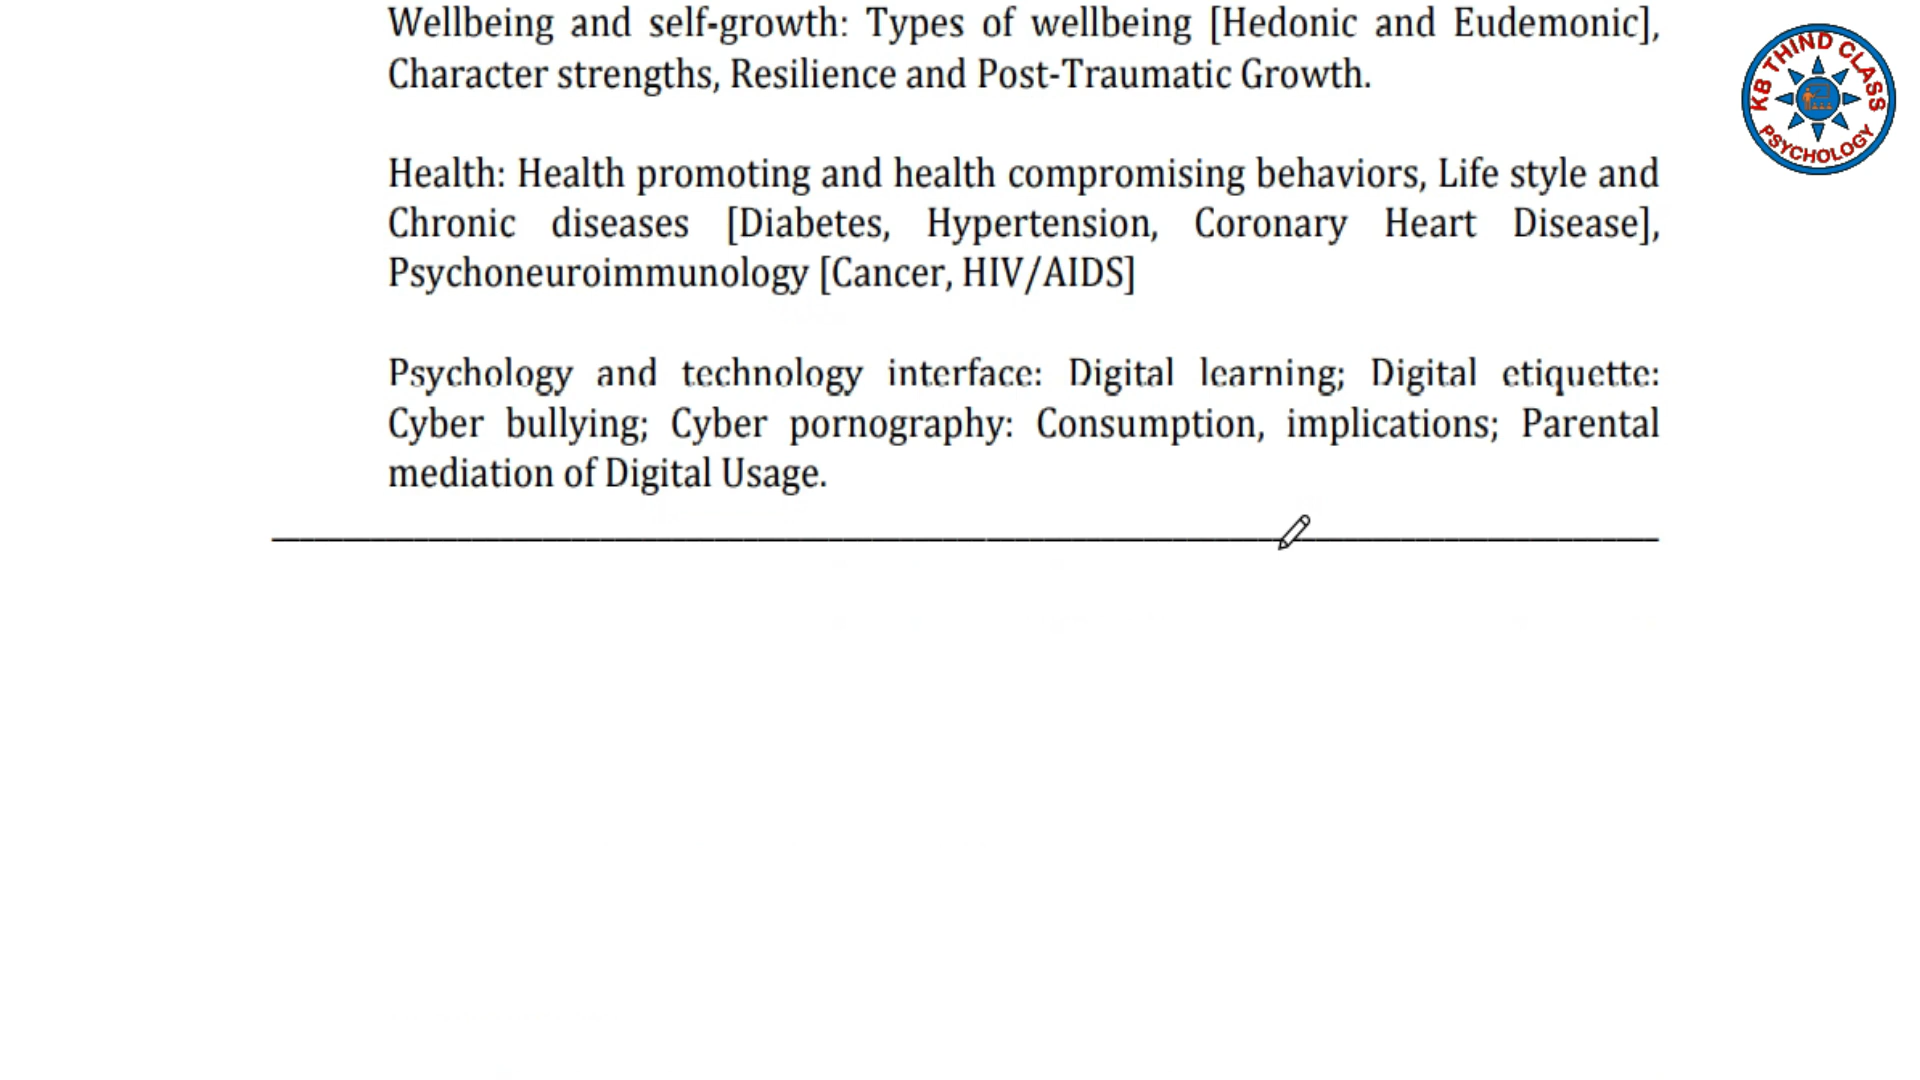 Wellbeing and self-growth: Types of wellbeing [Hedonic and Eudemonic],
Character strengths, Resilience and Post-Traumatic Growth.
Health: Health promoting and health compromising behaviors, Life style and
Chronic diseases [Diabetes, Hypertension, Coronary Heart Disease],
Psychoneuroimmunology [Cancer, HIV/AIDS]
Psychology and technology interface: Digital learning; Digital etiquette:
Cyber bullying; Cyber pornography: Consumption, implications; Parental
mediation of Digital Usage.
KB THIND CLASS
PSYCHOLOGY